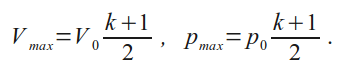 V_max = V_0 (k+1)/2 , p_max = p_0 (k+1)/2 .